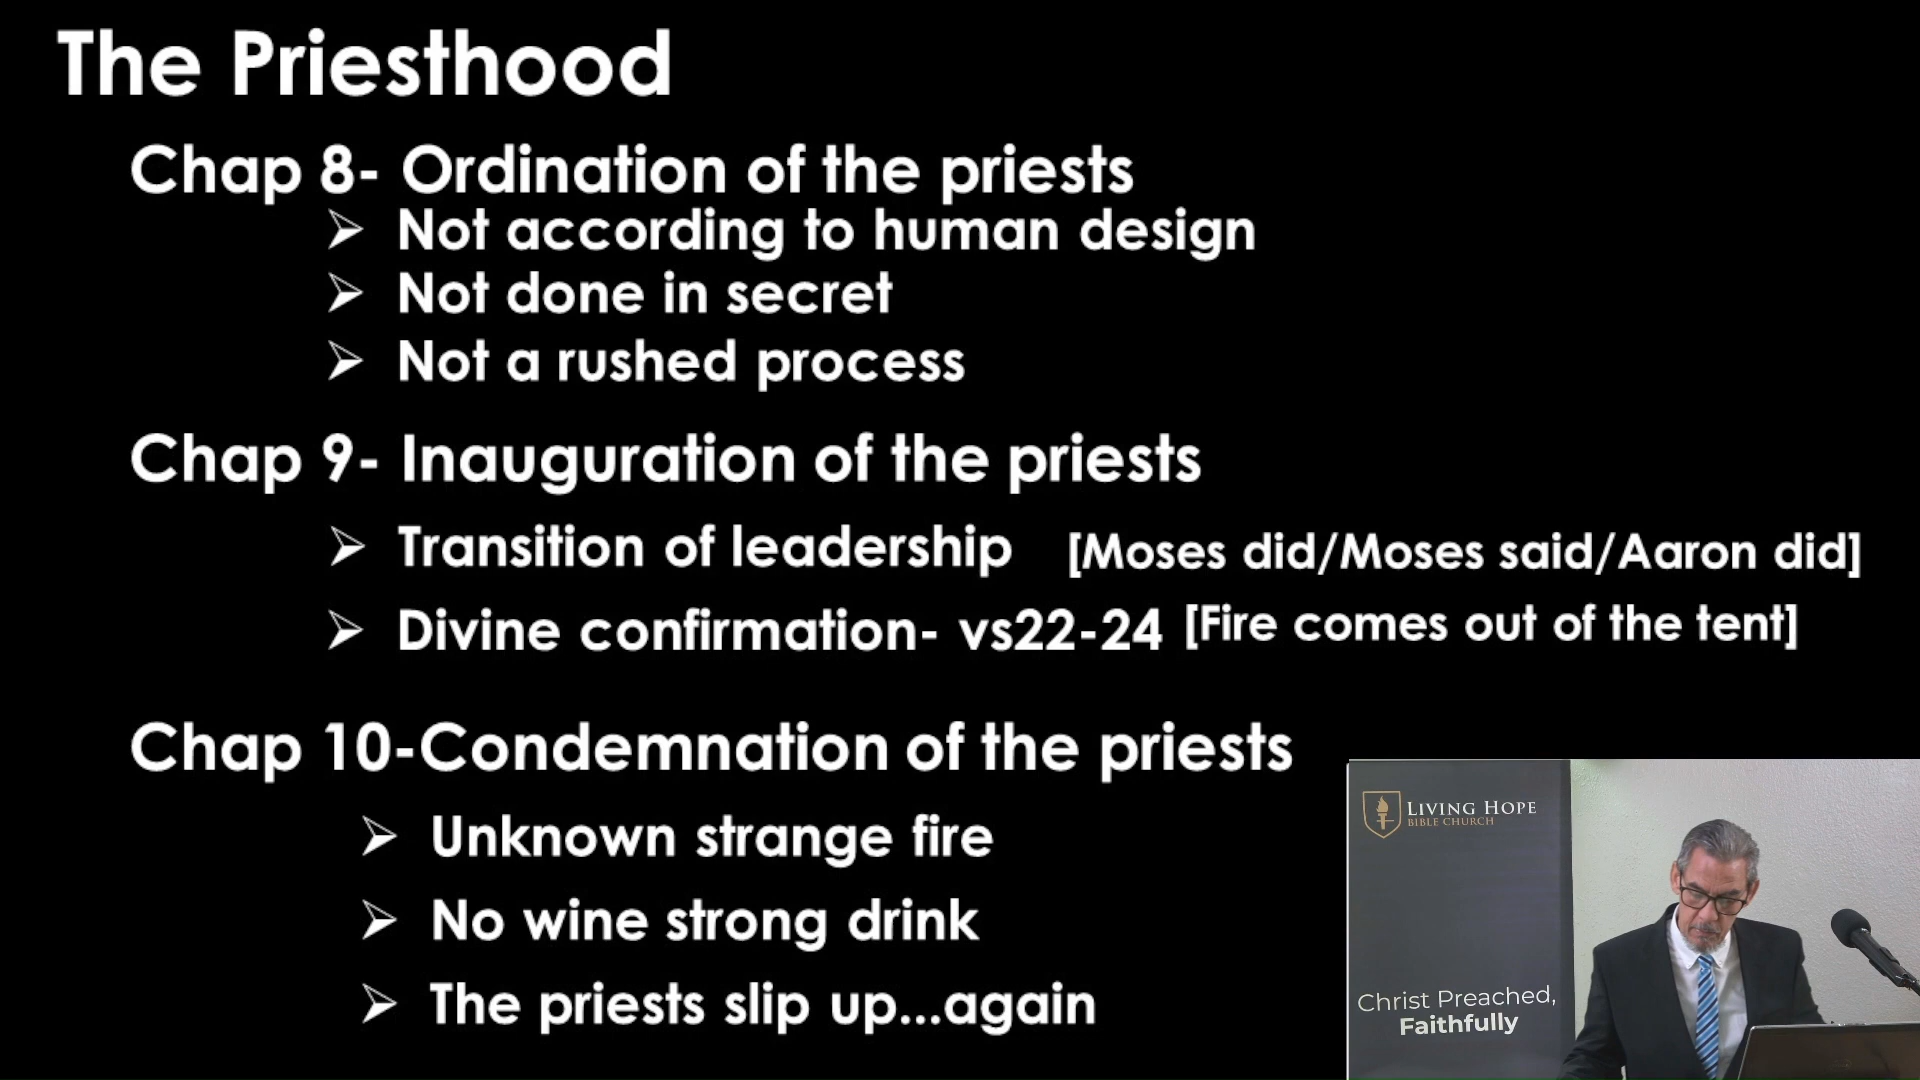 The Priesthood
Chap 8- Ordination of the priests
Not according to human design
Not done in secret
Not a rushed process
Chap 9- Inauguration of the priests
Transition of leadership [Moses did/Moses said/Aaron did]
Divine confirmation- vs22-24 [Fire comes out of the tent]
Chap 10-Condemnation of the priests
Unknown strange fire
No wine strong drink
The priests slip up...again
LIVING HOPE
BIBLE CHURCH
Christ Preached,
Faithfully